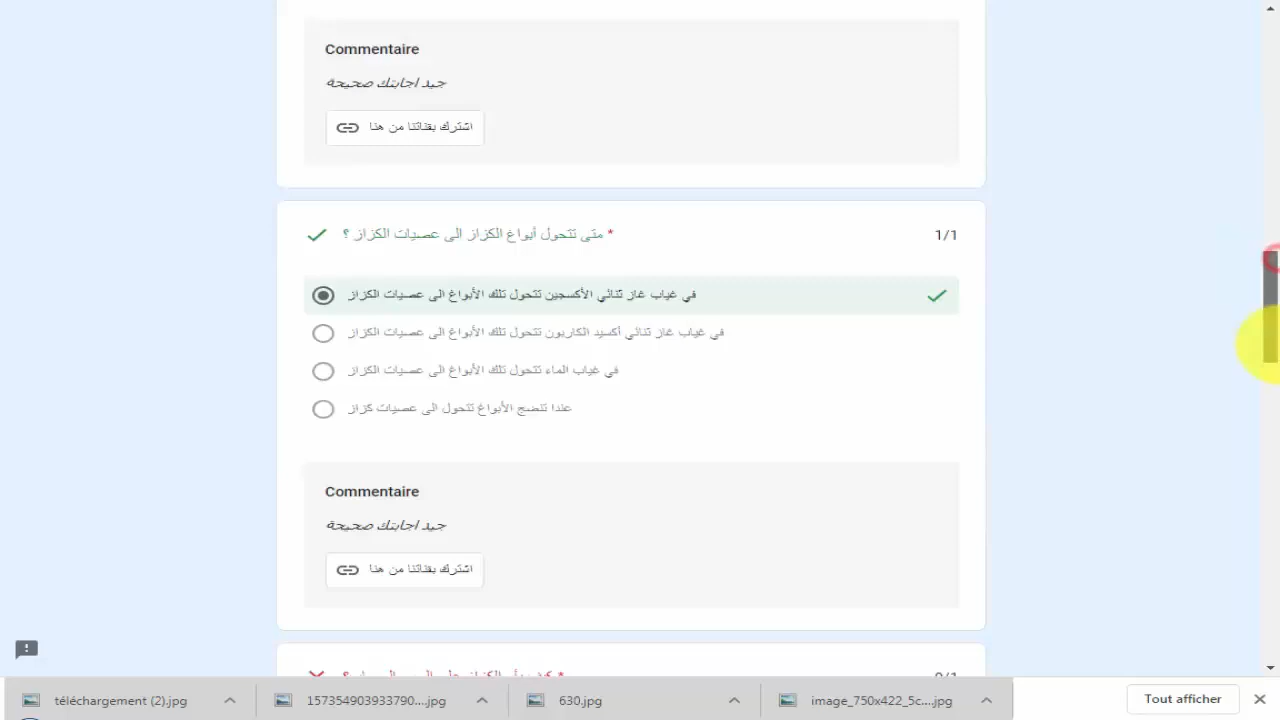 Commentaire
جيد اجابتك صحيحة
اشترك بقناتنا من هنا
متى تتحول أبواغ الكزاز الى عصيات الكزاز ؟ *
1/1
في غياب غاز ثنائي الأكسجين تتحول تلك الأبواغ الى عصيات الكزاز
في غياب غاز ثنائي أكسيد الكاربون تتحول تلك الأبواغ الى عصيات الكزاز
في غياب الماء تتحول تلك الأبواغ الى عصيات الكزاز
عندا تنضج الأبواغ تتحول الى عصيات كزاز
Commentaire
جيد اجابتك صحيحة
اشترك بقناتنا من هنا
téléchargement (2).jpg
157354903933790....jpg
630.jpg
image_750x422_5c....jpg
Tout afficher